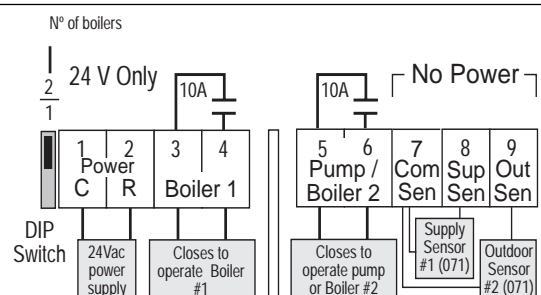 Nº of boilers
2
1
24 V Only
10A
10A
No Power
1 2 3 4
Power
C R Boiler 1
5 6 7 8 9
Pump / Com Sup Out
Boiler 2 Sen Sen Sen
DIP
Switch
24Vac
power
supply
Closes to
operate Boiler
#1
Closes to
operate pump
or Boiler #2
Supply
Sensor
#1 (071)
Outdoor
Sensor
#2 (071)